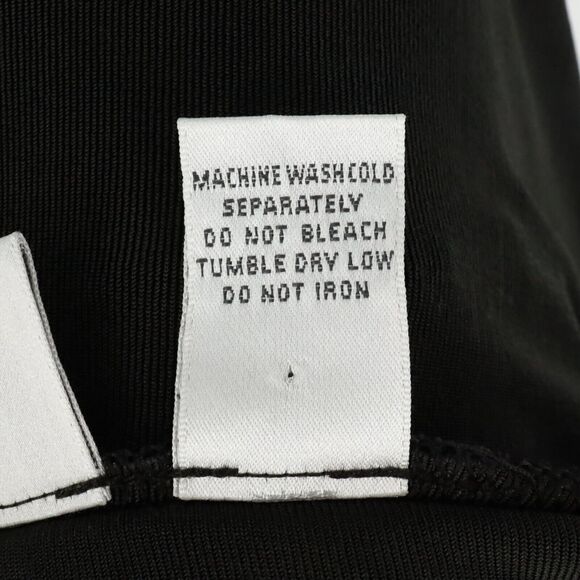 MACHINE WASH COLD
SEPARATELY
DO NOT BLEACH
TUMBLE DRY LOW
DO NOT IRON